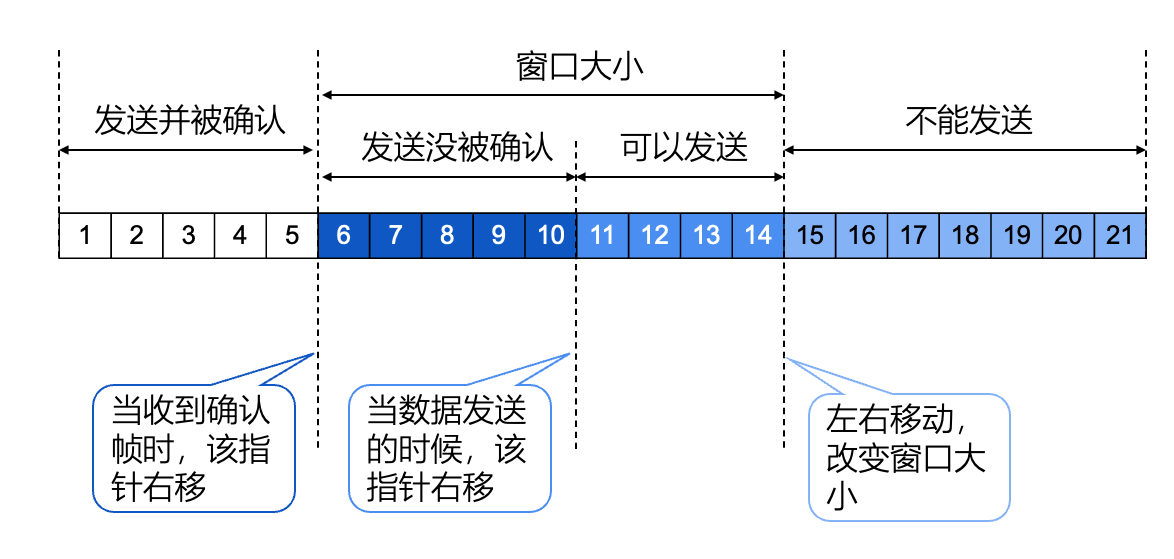 窗口大小
发送并被确认
不能发送
发送没被确认
可以发送
1 2 3 4 5 6 7 8 9 10 11 12 13 14 15 16 17 18 19 20 21
当收到确认
帧时，该指
针右移
当数据发送
的时候，该
指针右移
左右移动，
改变窗口大
小